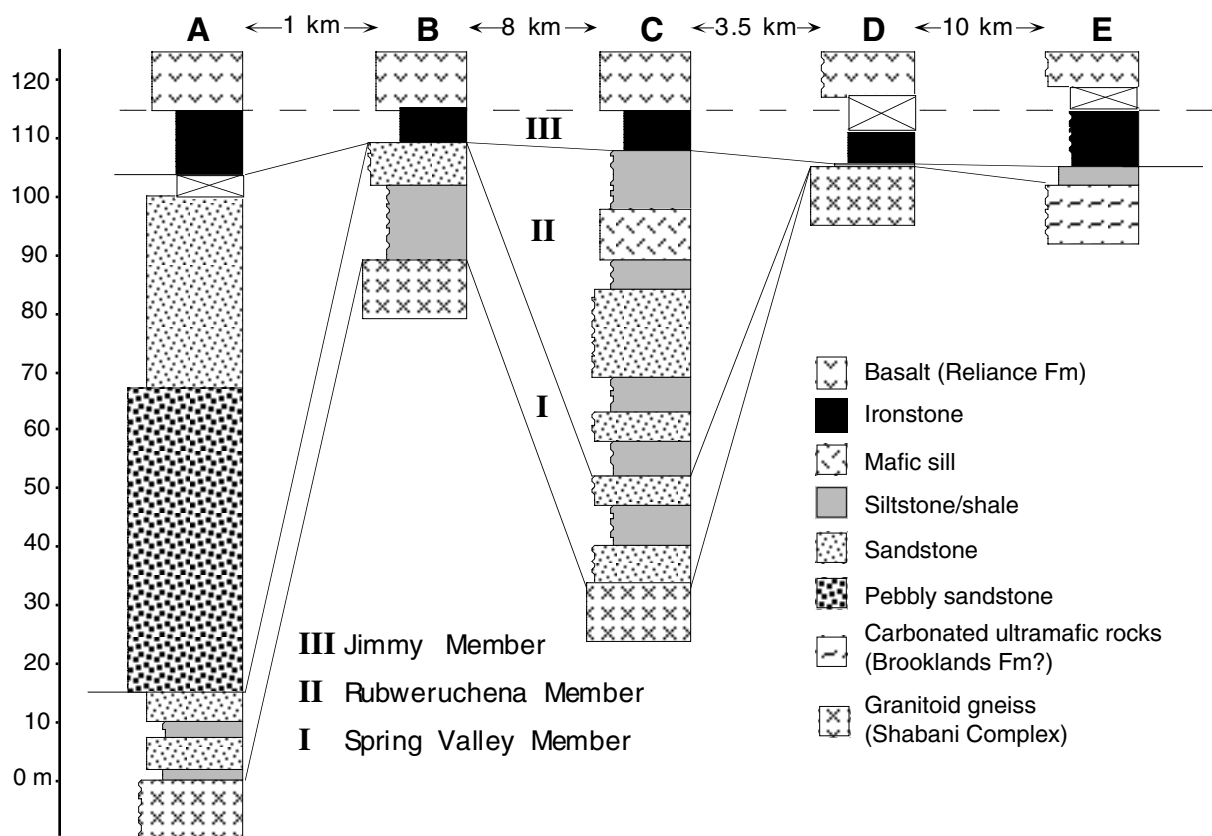 A 1 km B 8 km C 3.5 km D 10 km E
120
110
100
90
80
70
60
50
40
30
20
10
0 m
III
II
I
Basalt (Reliance Fm)
Ironstone
Mafic sill
Siltstone/shale
Sandstone
Pebbly sandstone
Carbonated ultramafic rocks
(Brooklands Fm?)
Granitoid gneiss
(Shabani Complex)
III Jimmy Member
II Rubweruchena Member
I Spring Valley Member